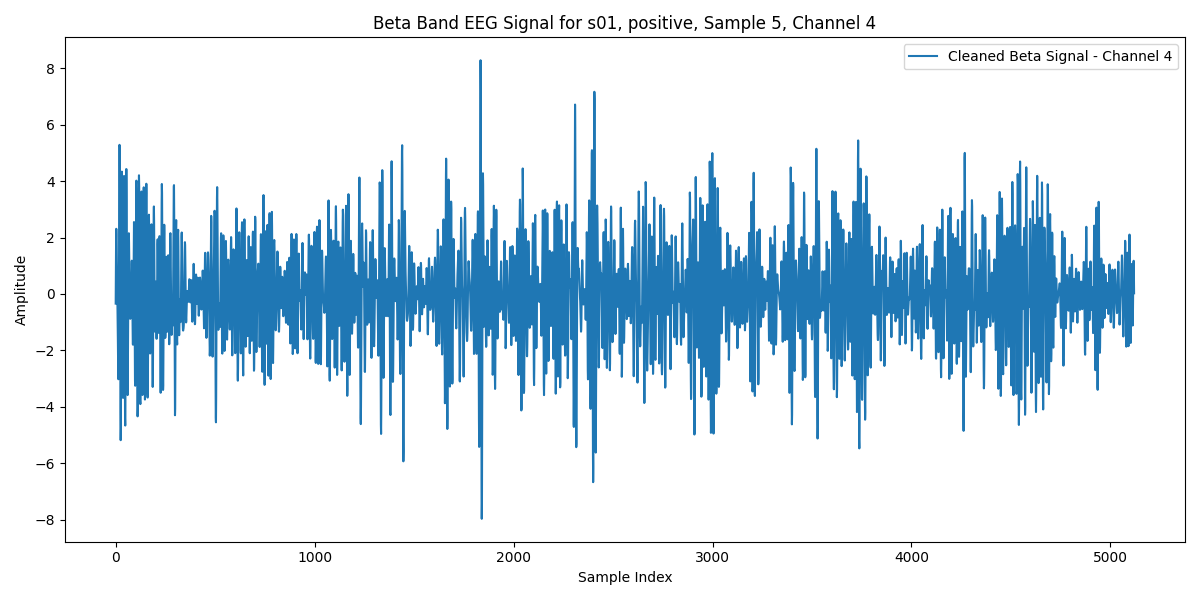 Beta Band EEG Signal for s01, positive, Sample 5, Channel 4
Cleaned Beta Signal - Channel 4
Amplitude
8
6
4
2
0
−2
−4
−6
−8
0 1000 2000 3000 4000 5000
Sample Index